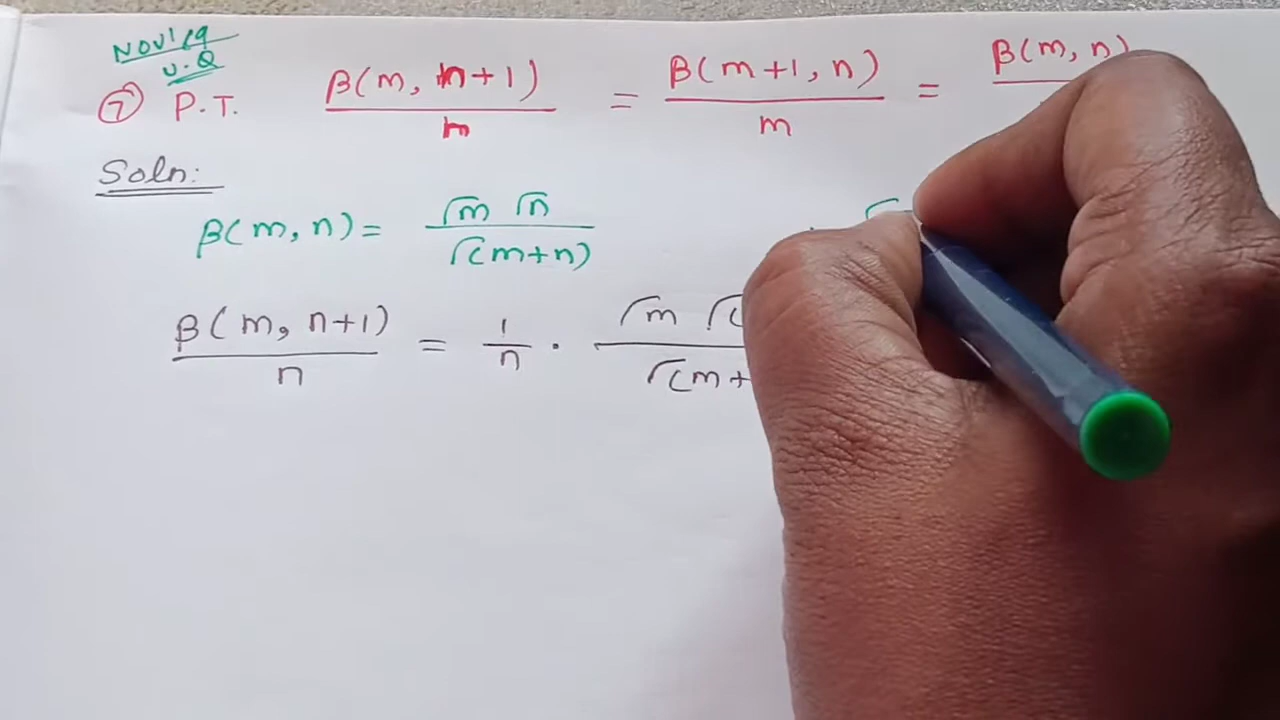 NOV'19
U.Q
⑦ P.T. β(m, n+1) / n = β(m+1, n) / m = β(m, n)
Soln:
β(m, n) = Γm Γn / Γ(m+n)
β(m, n+1) / n = 1/n · Γm Γ( / Γ(m+